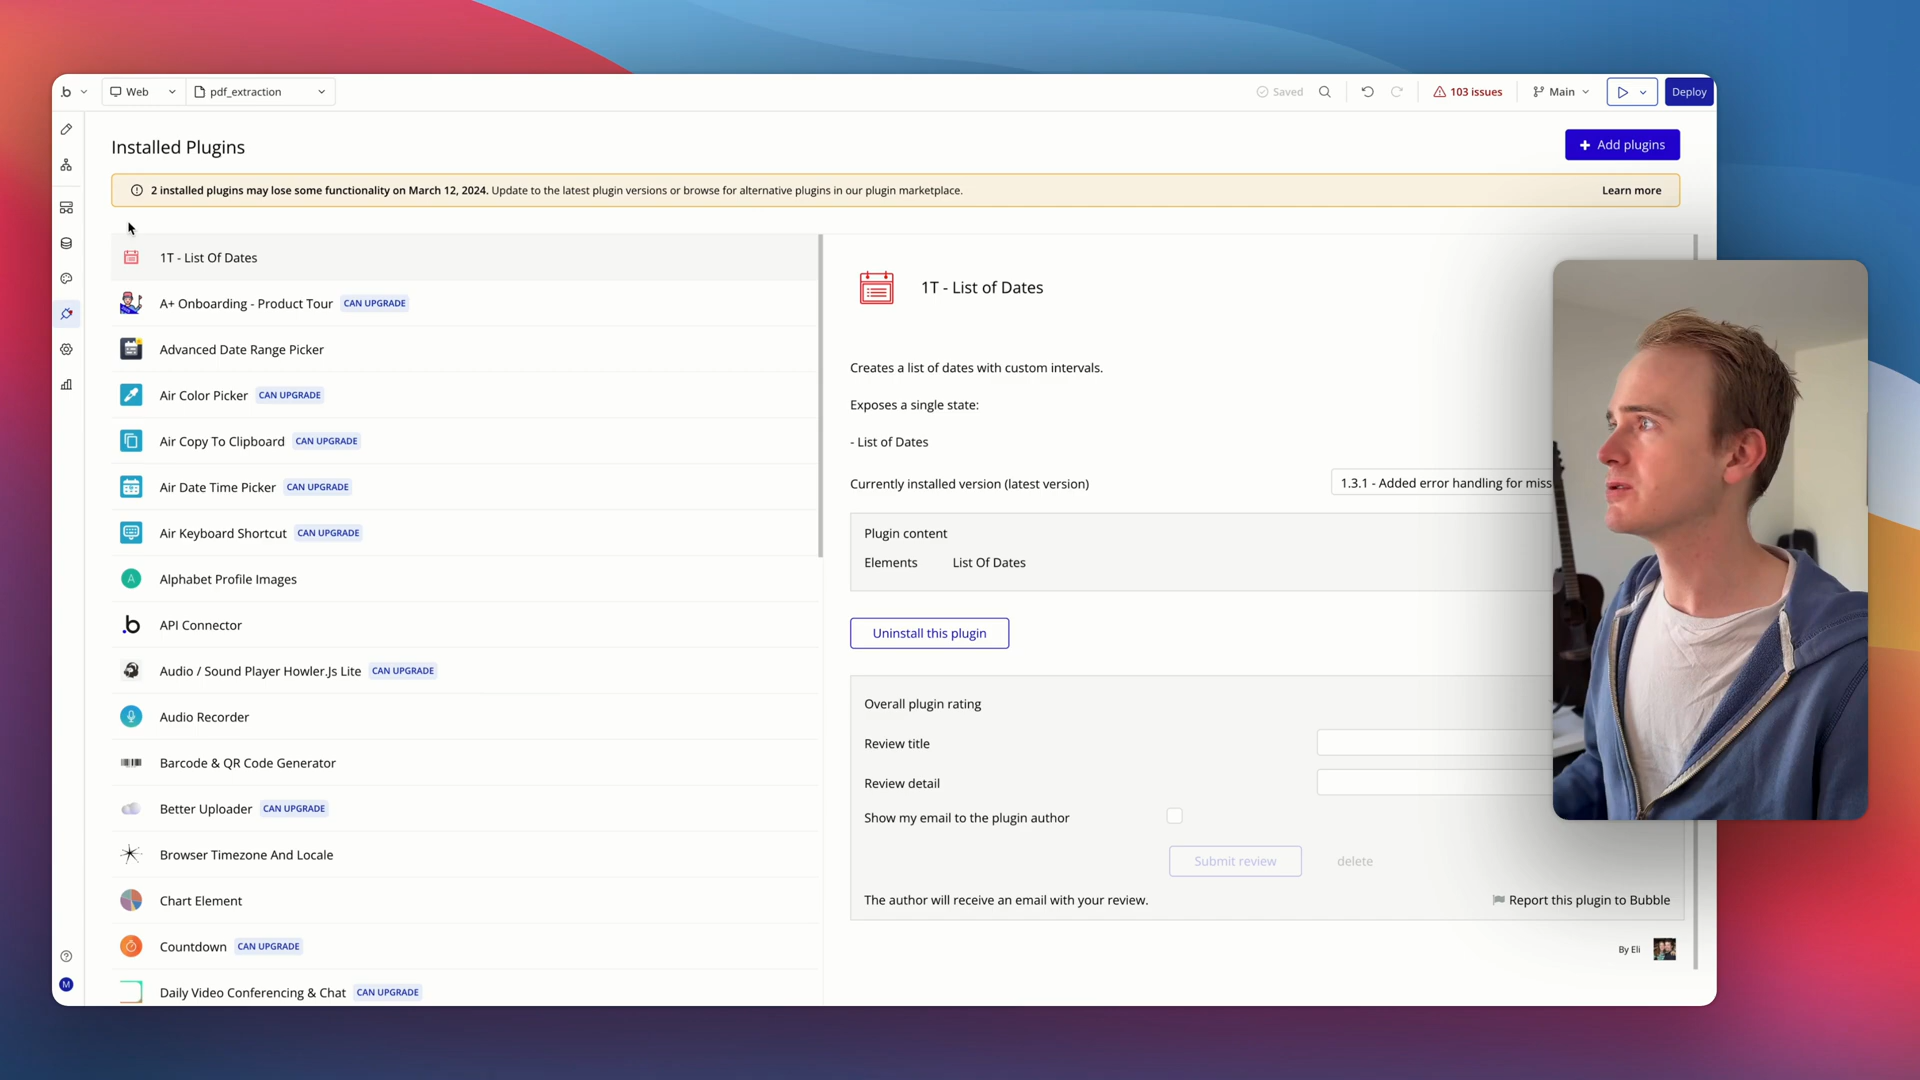 Web
pdf_extraction
Saved
103 issues
Main
Deploy
Installed Plugins
Add plugins
2 installed plugins may lose some functionality on March 12, 2024. Update to the latest plugin versions or browse for alternative plugins in our plugin marketplace.
Learn more
1T - List Of Dates
A+ Onboarding - Product Tour CAN UPGRADE
Advanced Date Range Picker
Air Color Picker CAN UPGRADE
Air Copy To Clipboard CAN UPGRADE
Air Date Time Picker CAN UPGRADE
Air Keyboard Shortcut CAN UPGRADE
A Alphabet Profile Images
b API Connector
Audio / Sound Player Howler.Js Lite CAN UPGRADE
Audio Recorder
Barcode & QR Code Generator
Better Uploader CAN UPGRADE
Browser Timezone And Locale
Chart Element
Countdown CAN UPGRADE
Daily Video Conferencing & Chat CAN UPGRADE
M
1T - List of Dates
Creates a list of dates with custom intervals.
Exposes a single state:
- List of Dates
Currently installed version (latest version)
1.3.1 - Added error handling for miss
Plugin content
Elements List Of Dates
Uninstall this plugin
Overall plugin rating
Review title
Review detail
Show my email to the plugin author
Submit review
delete
The author will receive an email with your review.
Report this plugin to Bubble
By Eli